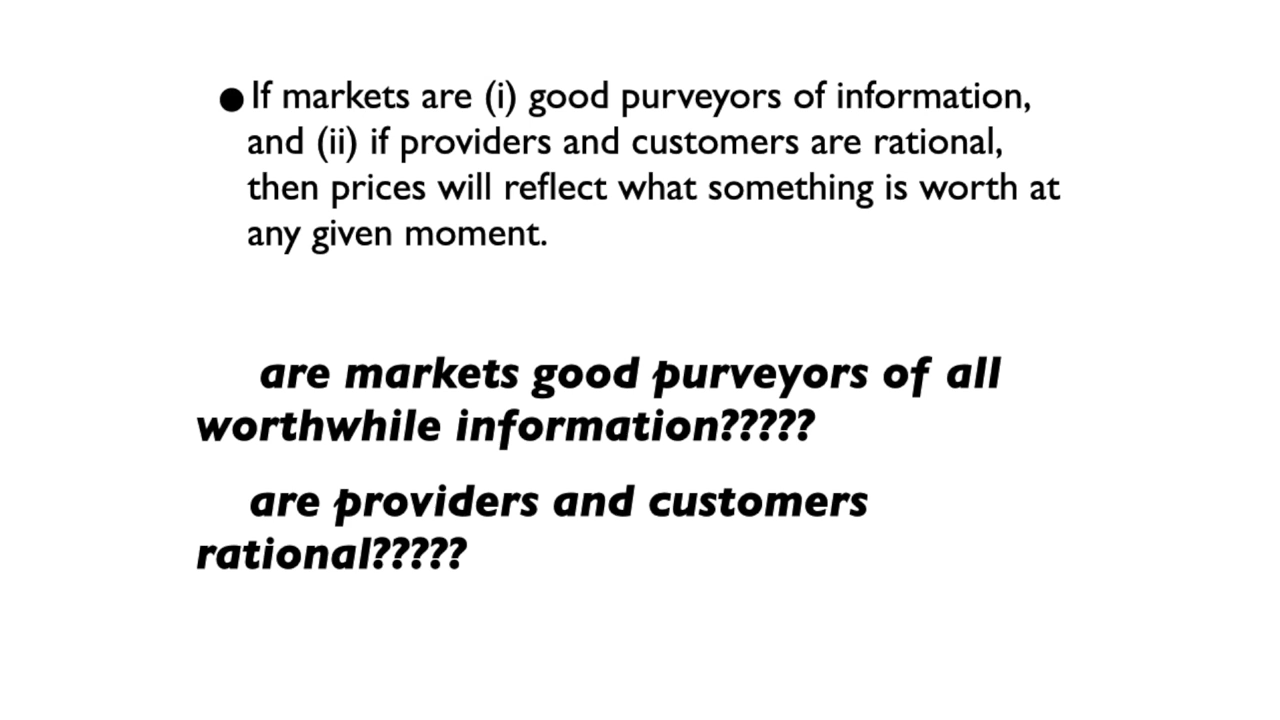 ●If markets are (i) good purveyors of information,
and (ii) if providers and customers are rational,
then prices will reflect what something is worth at
any given moment.
are markets good purveyors of all
worthwhile information?????
are providers and customers
rational?????